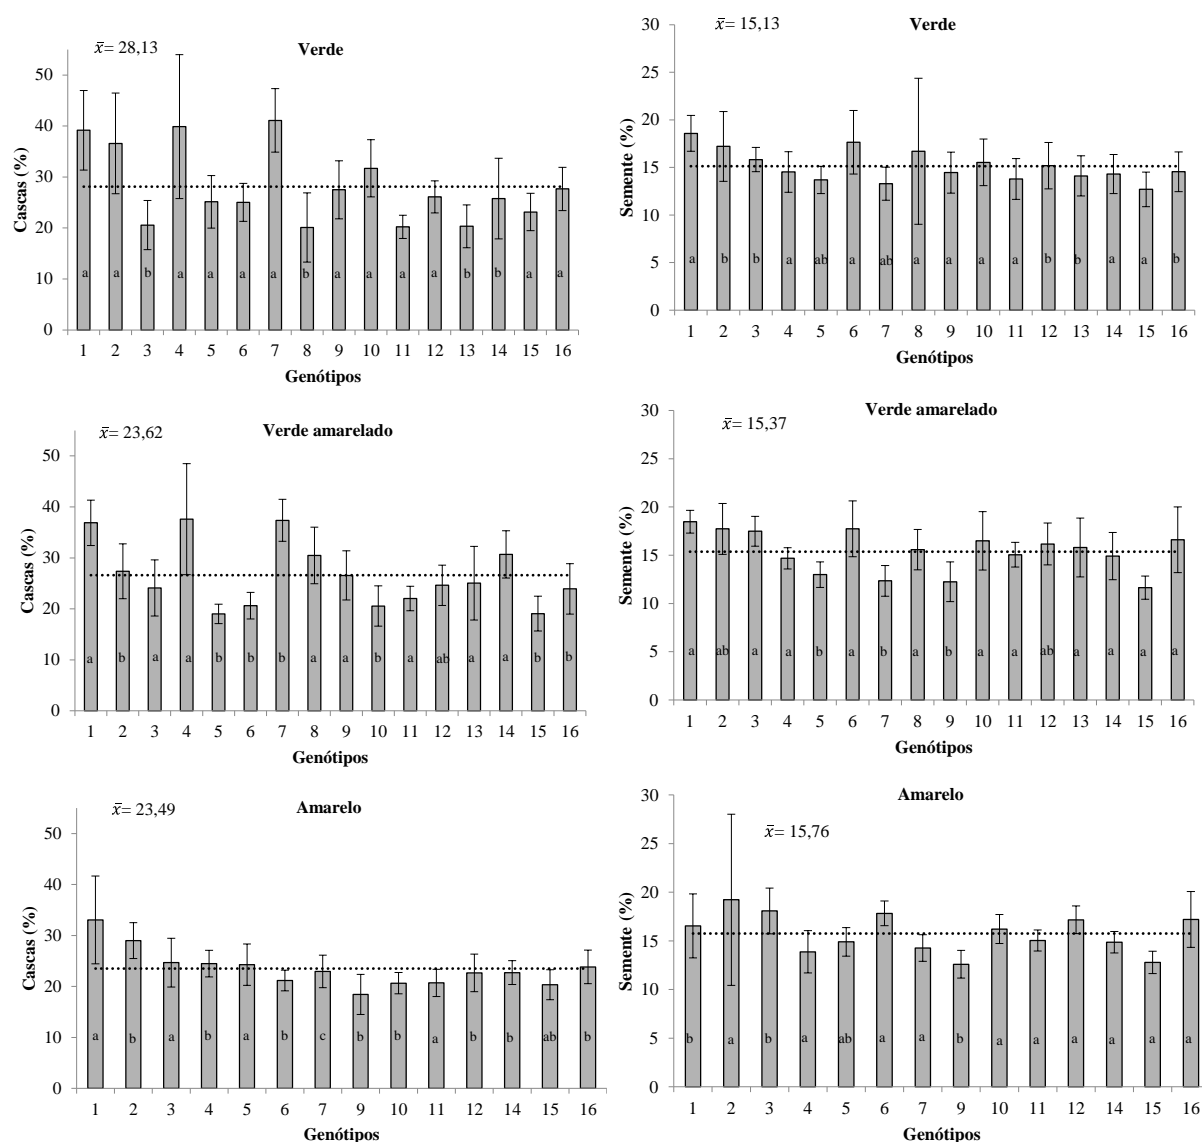 x̄= 28,13
Verde
50
40
30
20
10
0
Cascas (%)
a a b a a a a b a a a a b b a a
1 2 3 4 5 6 7 8 9 10 11 12 13 14 15 16
Genótipos
x̄= 15,13
Verde
30
25
20
15
10
5
0
Semente (%)
a b b a ab a ab a a a a b b a a b
1 2 3 4 5 6 7 8 9 10 11 12 13 14 15 16
Genótipos
x̄= 23,62
Verde amarelado
50
40
30
20
10
0
Cascas (%)
a b a a b b b a a b a ab a a b b
1 2 3 4 5 6 7 8 9 10 11 12 13 14 15 16
Genótipos
x̄= 15,37
Verde amarelado
30
25
20
15
10
5
0
Semente (%)
a ab a a b a b a b a a ab a a a a
1 2 3 4 5 6 7 8 9 10 11 12 13 14 15 16
Genótipos
x̄= 23,49
Amarelo
50
40
30
20
10
0
Cascas (%)
a b a b a b c b b a b b ab b
1 2 3 4 5 6 7 9 10 11 12 14 15 16
Genótipos
x̄= 15,76
Amarelo
30
25
20
15
10
5
0
Semente (%)
b a b a ab a a b a a a a a a
1 2 3 4 5 6 7 9 10 11 12 14 15 16
Genótipos